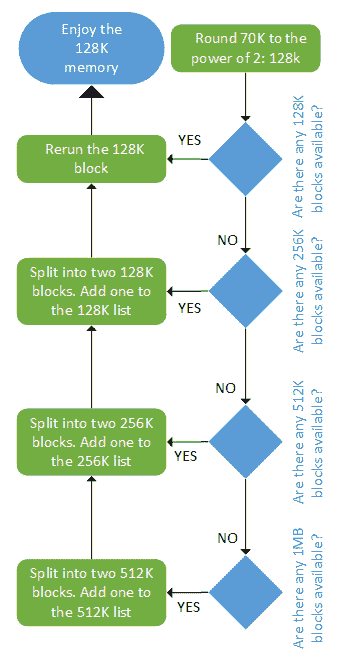 Enjoy the
128K
memory
Round 70K to the
power of 2: 128k
Are there any 128K
blocks available?
YES
Rerun the 128K
block
NO
Are there any 256K
blocks available?
Split into two 128K
blocks. Add one to
the 128K list
YES
NO
Are there any 512K
blocks available?
Split into two 256K
blocks. Add one to
the 256K list
YES
NO
Are there any 1MB
blocks available?
Split into two 512K
blocks. Add one to
the 512K list
YES